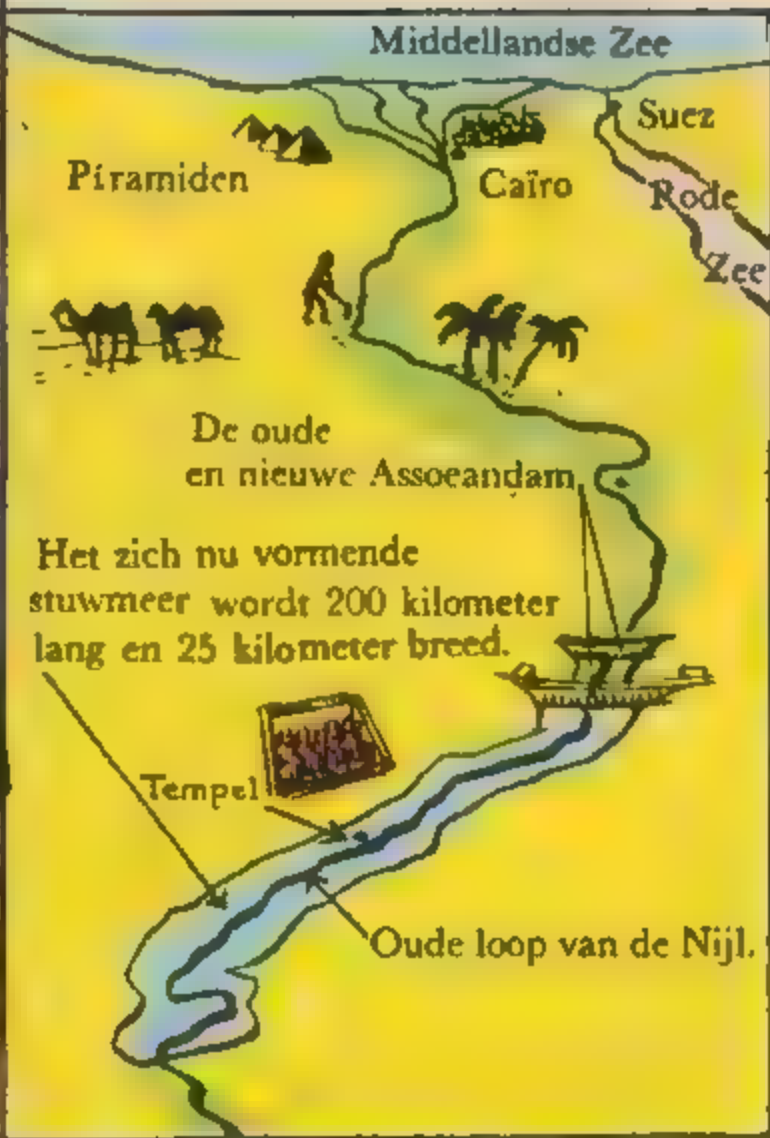 Middellandse Zee
Suez
Piramiden
Caïro
Rode
Zee
De oude
en nieuwe Assoeandam
Het zich nu vormende
stuwmeer wordt 200 kilometer
lang en 25 kilometer breed.
Tempel
Oude loop van de Nijl.